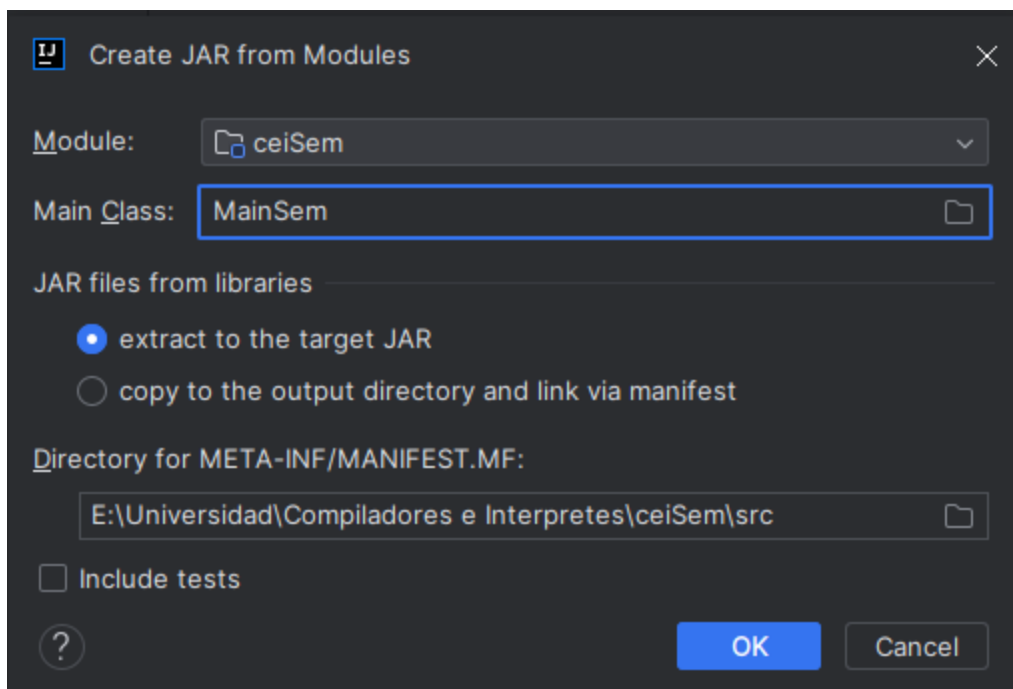 IJ
Create JAR from Modules
Module: ceiSem
Main Class: MainSem
JAR files from libraries
extract to the target JAR
copy to the output directory and link via manifest
Directory for META-INF/MANIFEST.MF:
E:\Universidad\Compiladores e Interpretes\ceiSem\src
Include tests
? OK Cancel